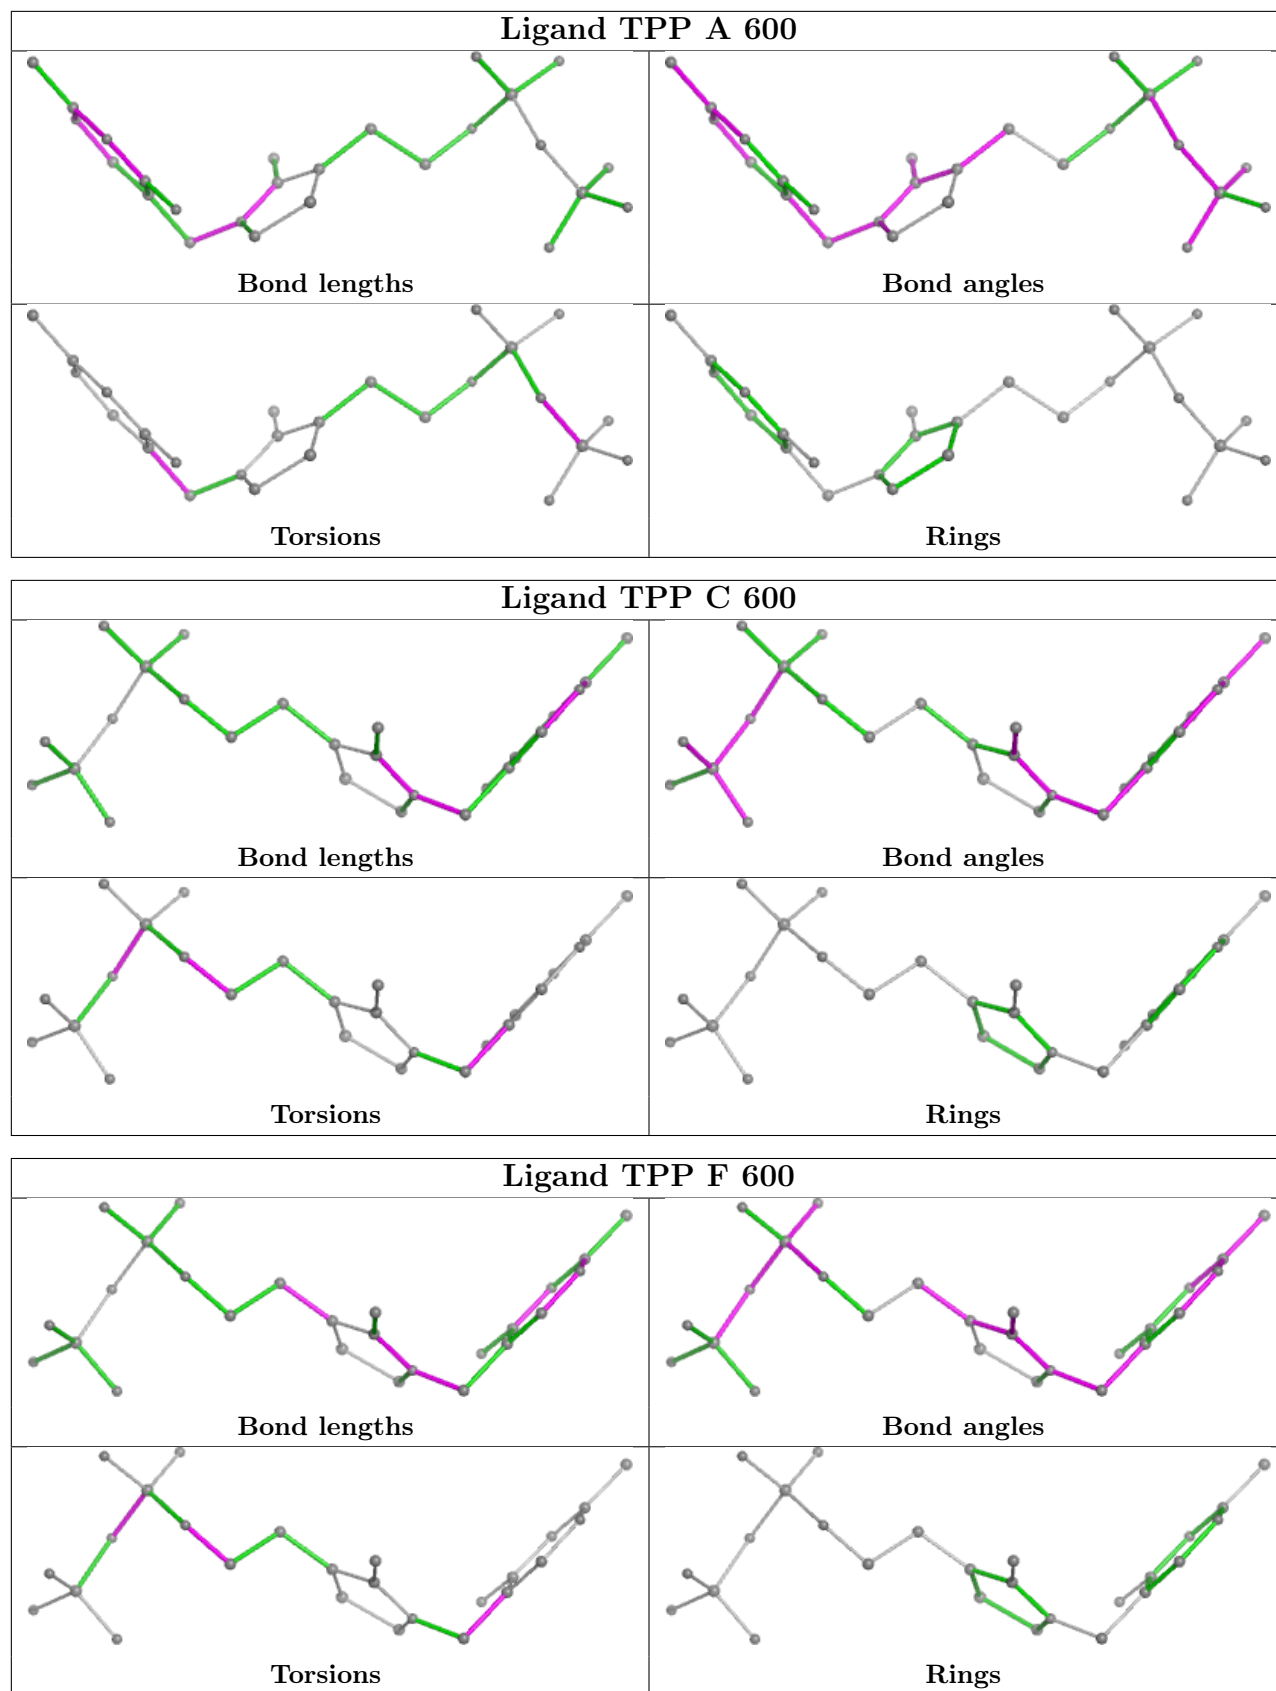 Ligand TPP A 600
Bond lengths
Bond angles
Torsions
Rings
Ligand TPP C 600
Bond lengths
Bond angles
Torsions
Rings
Ligand TPP F 600
Bond lengths
Bond angles
Torsions
Rings